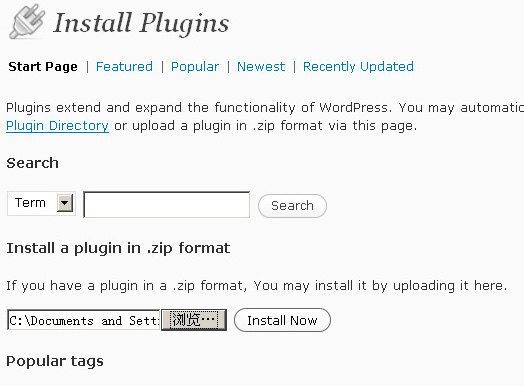 Install Plugins
Start Page | Featured | Popular | Newest | Recently Updated
Plugins extend and expand the functionality of WordPress. You may automatic
Plugin Directory or upload a plugin in .zip format via this page.
Search
Term Search
Install a plugin in .zip format
If you have a plugin in a .zip format, You may install it by uploading it here.
C:\Documents and Sett 浏览… Install Now
Popular tags